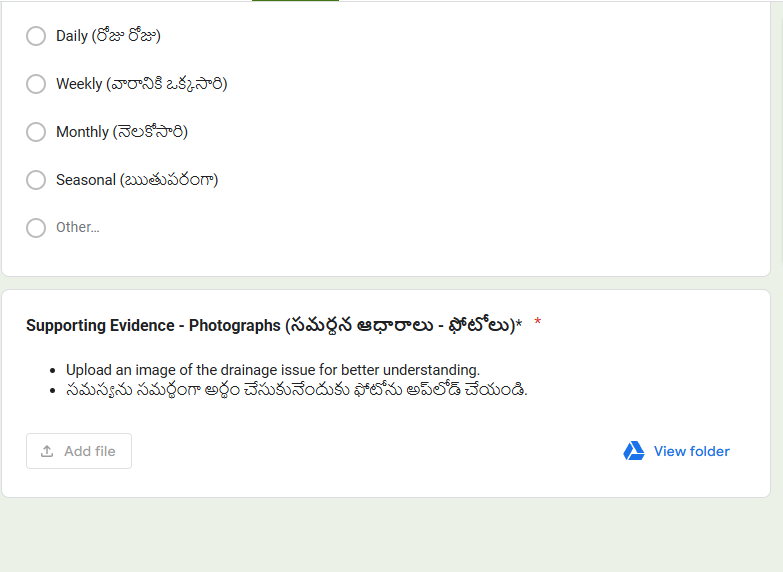 Daily (రోజు రోజు)
Weekly (వారానికి ఒక్కసారి)
Monthly (నెలకోసారి)
Seasonal (ఋతుపరంగా)
Other...
Supporting Evidence - Photographs (సమర్థన ఆధారాలు - ఫోటోలు)* *
Upload an image of the drainage issue for better understanding.
సమస్యను సమర్థంగా అర్థం చేసుకునేందుకు ఫోటోను అప్‌లోడ్ చేయండి.
Add file
View folder